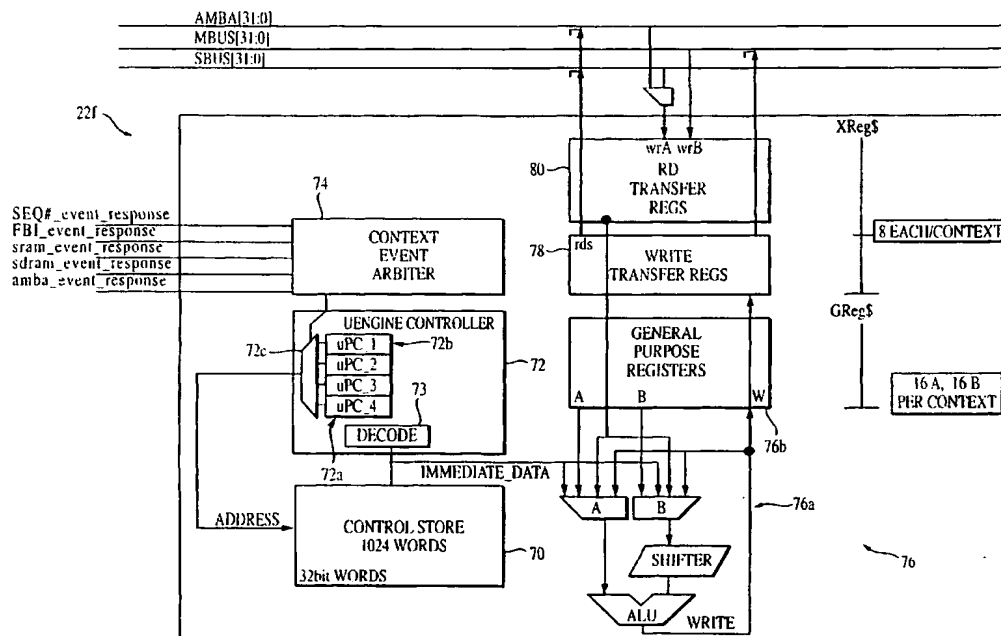 AMBA[31:0]
MBUS[31:0]
SBUS[31:0]
22f
XReg$
wrA wrB
80
RD
TRANSFER
REGS
74
SEQ#_event_response
FBI_event_response
sram_event_response
sdram_event_response
amba_event_response
CONTEXT
EVENT
ARBITER
78
rds
WRITE
TRANSFER REGS
8 EACH/CONTEXT
GReg$
UENGINE CONTROLLER
72c
uPC_1
uPC_2
uPC_3
uPC_4
72b
72
73
DECODE
72a
GENERAL
PURPOSE
REGISTERS
A
B
W
76b
16 A, 16 B
PER CONTEXT
IMMEDIATE_DATA
A
B
76a
ADDRESS
CONTROL STORE
1024 WORDS
32bit WORDS
70
SHIFTER
76
ALU
WRITE